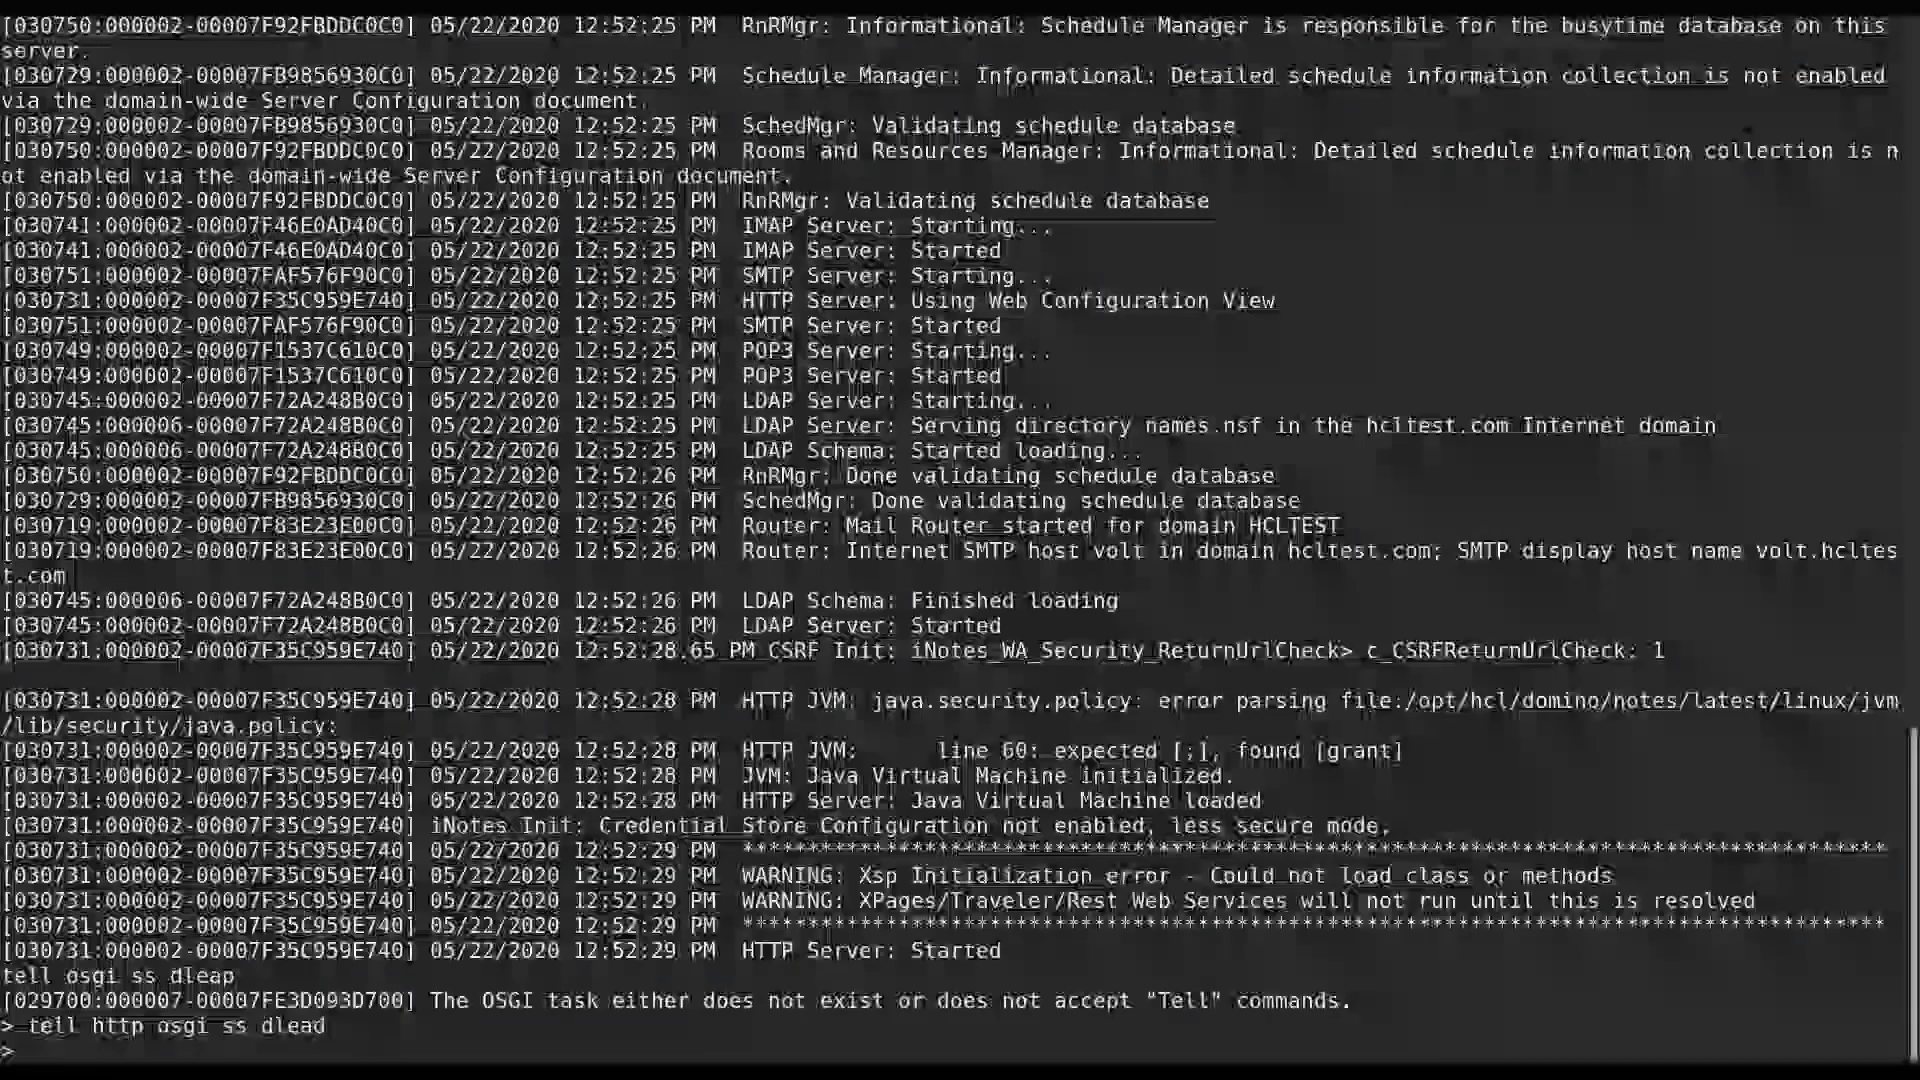 [030750:000002-00007F92FBDDC0C0] 05/22/2020 12:52:25 PM  RnRMgr: Informational: Schedule Manager is responsible for the busytime database on this
server.
[030729:000002-00007FB9856930C0] 05/22/2020 12:52:25 PM  Schedule Manager: Informational: Detailed schedule information collection is not enabled
via the domain-wide Server Configuration document.
[030729:000002-00007FB9856930C0] 05/22/2020 12:52:25 PM  SchedMgr: Validating schedule database
[030750:000002-00007F92FBDDC0C0] 05/22/2020 12:52:25 PM  Rooms and Resources Manager: Informational: Detailed schedule information collection is n
ot enabled via the domain-wide Server Configuration document.
[030750:000002-00007F92FBDDC0C0] 05/22/2020 12:52:25 PM  RnRMgr: Validating schedule database
[030741:000002-00007F46E0AD40C0] 05/22/2020 12:52:25 PM  IMAP Server: Starting...
[030741:000002-00007F46E0AD40C0] 05/22/2020 12:52:25 PM  IMAP Server: Started
[030751:000002-00007FAF576F90C0] 05/22/2020 12:52:25 PM  SMTP Server: Starting...
[030731:000002-00007F35C959E740] 05/22/2020 12:52:25 PM  HTTP Server: Using Web Configuration View
[030751:000002-00007FAF576F90C0] 05/22/2020 12:52:25 PM  SMTP Server: Started
[030749:000002-00007F1537C610C0] 05/22/2020 12:52:25 PM  POP3 Server: Starting...
[030749:000002-00007F1537C610C0] 05/22/2020 12:52:25 PM  POP3 Server: Started
[030745:000002-00007F72A248B0C0] 05/22/2020 12:52:25 PM  LDAP Server: Starting...
[030745:000006-00007F72A248B0C0] 05/22/2020 12:52:25 PM  LDAP Server: Serving directory names.nsf in the hcltest.com Internet domain
[030745:000006-00007F72A248B0C0] 05/22/2020 12:52:25 PM  LDAP Schema: Started loading...
[030750:000002-00007F92FBDDC0C0] 05/22/2020 12:52:26 PM  RnRMgr: Done validating schedule database
[030729:000002-00007FB9856930C0] 05/22/2020 12:52:26 PM  SchedMgr: Done validating schedule database
[030719:000002-00007F83E23E00C0] 05/22/2020 12:52:26 PM  Router: Mail Router started for domain HCLTEST
[030719:000002-00007F83E23E00C0] 05/22/2020 12:52:26 PM  Router: Internet SMTP host volt in domain hcltest.com; SMTP display host name volt.hcltes
t.com
[030745:000006-00007F72A248B0C0] 05/22/2020 12:52:26 PM  LDAP Schema: Finished loading
[030745:000002-00007F72A248B0C0] 05/22/2020 12:52:26 PM  LDAP Server: Started
[030731:000002-00007F35C959E740] 05/22/2020 12:52:28.65 PM CSRF Init: iNotes_WA_Security_ReturnUrlCheck> c_CSRFReturnUrlCheck: 1
[030731:000002-00007F35C959E740] 05/22/2020 12:52:28 PM  HTTP JVM: java.security.policy: error parsing file:/opt/hcl/domino/notes/latest/linux/jvm
/lib/security/java.policy:
[030731:000002-00007F35C959E740] 05/22/2020 12:52:28 PM  HTTP JVM:      line 60: expected [;], found [grant]
[030731:000002-00007F35C959E740] 05/22/2020 12:52:28 PM  JVM: Java Virtual Machine initialized.
[030731:000002-00007F35C959E740] 05/22/2020 12:52:28 PM  HTTP Server: Java Virtual Machine loaded
[030731:000002-00007F35C959E740] iNotes Init: Credential Store Configuration not enabled, less secure mode.
[030731:000002-00007F35C959E740] 05/22/2020 12:52:29 PM  ****************************************************************************************
[030731:000002-00007F35C959E740] 05/22/2020 12:52:29 PM  WARNING: Xsp Initialization error - Could not load class or methods
[030731:000002-00007F35C959E740] 05/22/2020 12:52:29 PM  WARNING: XPages/Traveler/Rest Web Services will not run until this is resolved
[030731:000002-00007F35C959E740] 05/22/2020 12:52:29 PM  ****************************************************************************************
[030731:000002-00007F35C959E740] 05/22/2020 12:52:29 PM  HTTP Server: Started
tell osgi ss dleap
[029700:000007-00007FE3D093D700] The OSGI task either does not exist or does not accept "Tell" commands.
> tell http osgi ss dlead
>